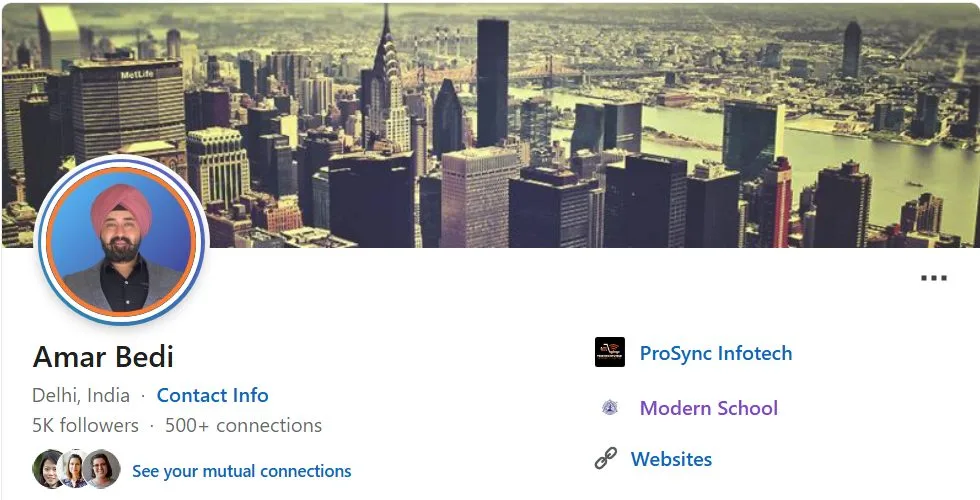 MetLife
Amar Bedi
Delhi, India · Contact Info
5K followers · 500+ connections
See your mutual connections
ProSync Infotech
Modern School
Websites